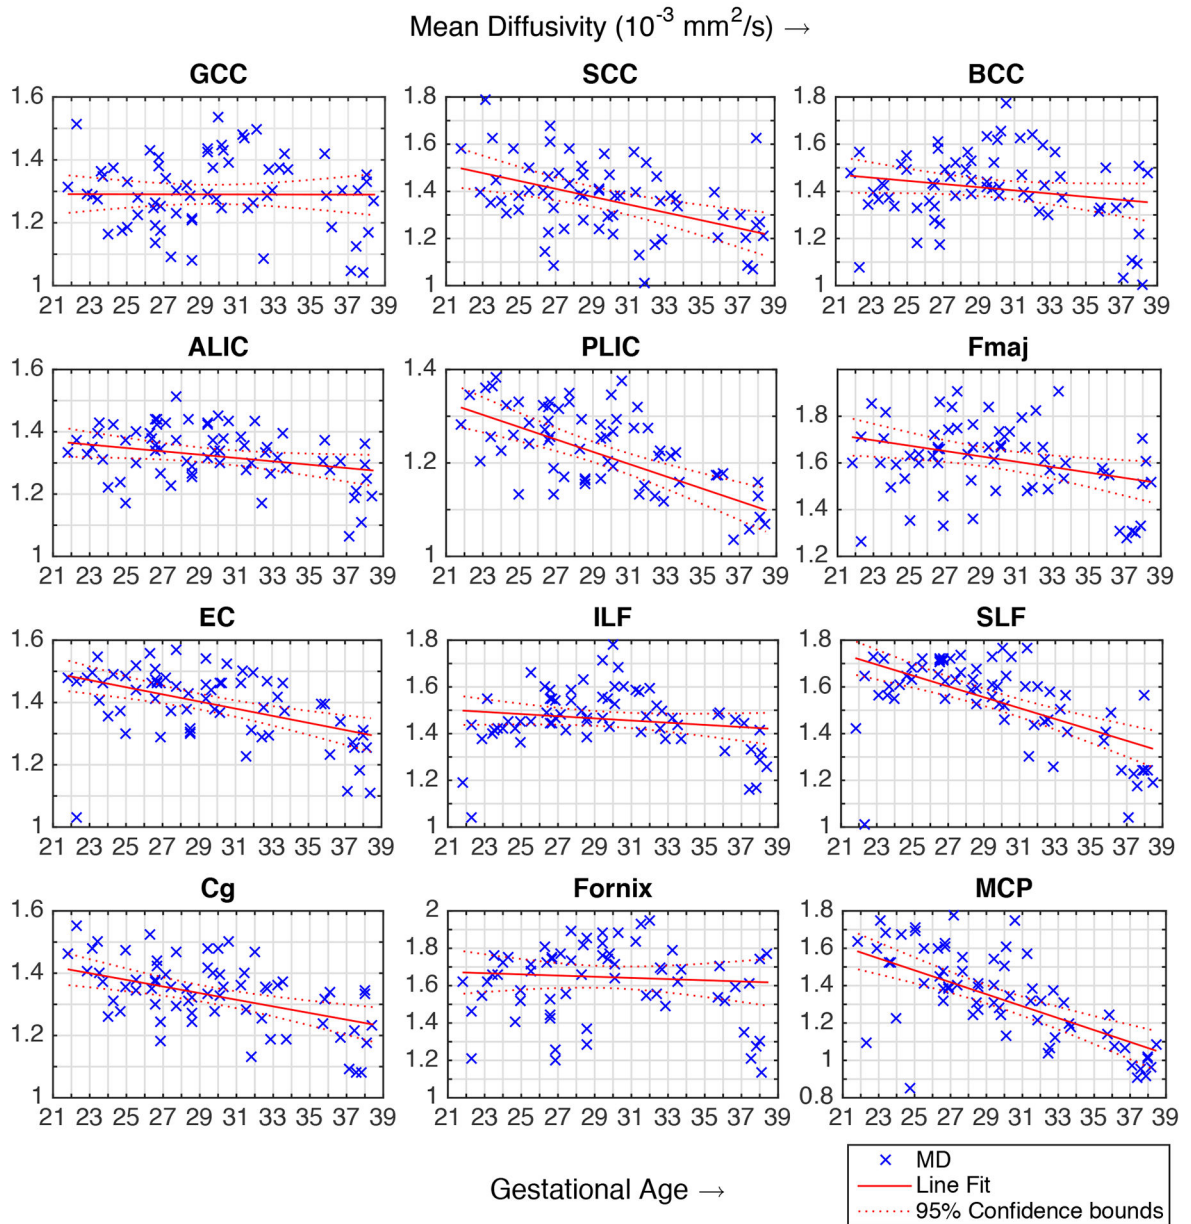 Mean Diffusivity (10⁻³ mm²/s) →
GCC SCC BCC
1.6 1.8 1.8
1.6 1.6
1.4 1.4 1.4
1.2 1.2 1.2
1 1 1
21 23 25 27 29 31 33 35 37 39 21 23 25 27 29 31 33 35 37 39 21 23 25 27 29 31 33 35 37 39
ALIC PLIC Fmaj
1.6 1.4
1.8
1.4 1.6
1.2
1.2 1.4
1 1 1.2
21 23 25 27 29 31 33 35 37 39 21 23 25 27 29 31 33 35 37 39 21 23 25 27 29 31 33 35 37 39
EC ILF SLF
1.6 1.8 1.8
1.6 1.6
1.4 1.4 1.4
1.2 1.2 1.2
1 1 1
21 23 25 27 29 31 33 35 37 39 21 23 25 27 29 31 33 35 37 39 21 23 25 27 29 31 33 35 37 39
Cg Fornix MCP
1.6 2 1.8
1.8 1.6
1.4 1.6 1.4
1.4 1.2
1.2 1.2 1
1 1 0.8
21 23 25 27 29 31 33 35 37 39 21 23 25 27 29 31 33 35 37 39 21 23 25 27 29 31 33 35 37 39
Gestational Age →
MD
Line Fit
95% Confidence bounds